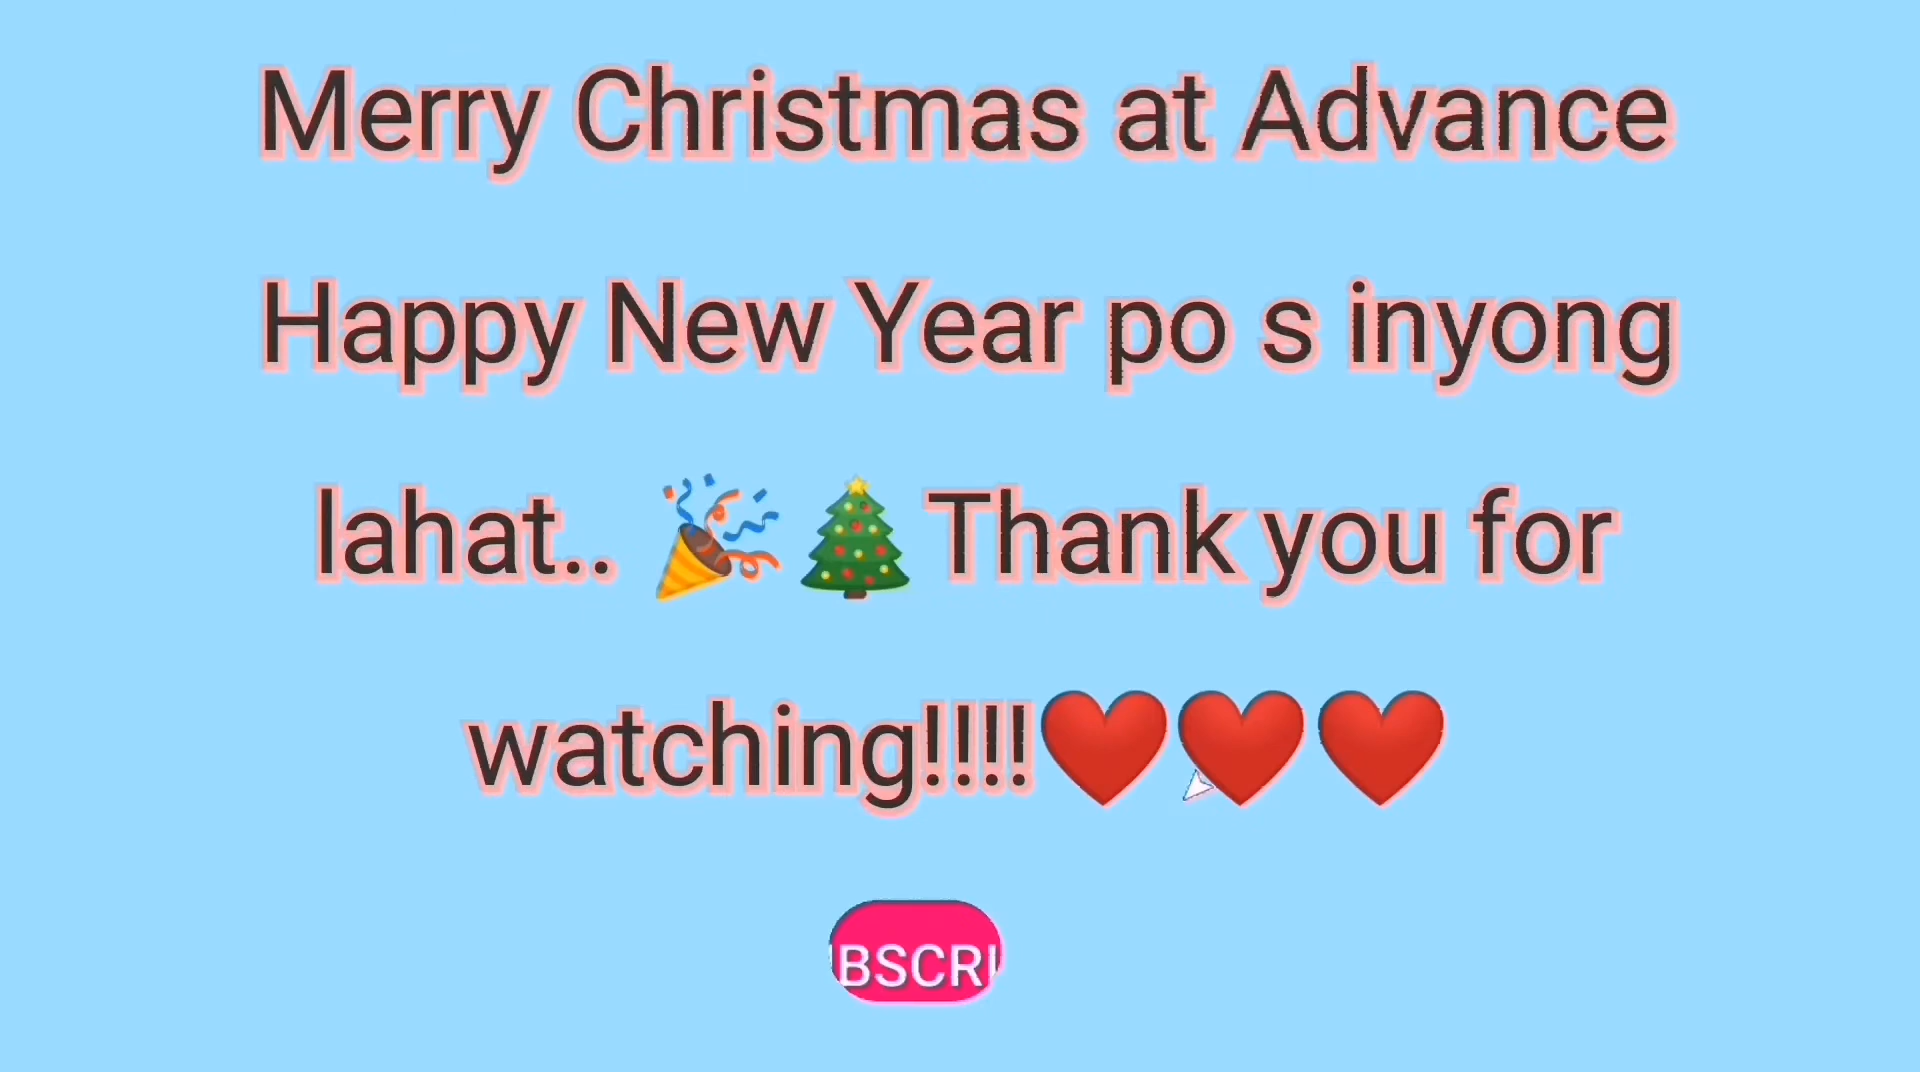 Merry Christmas at Advance
Happy New Year po s inyong
lahat.. 🎉🎄Thank you for
watching!!!!❤️❤️❤️
BSCRI